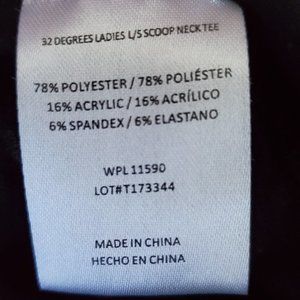 32 DEGREES LADIES L/S SCOOP NECK TEE
78% POLYESTER / 78% POLIÉSTER
16% ACRYLIC / 16% ACRÍLICO
6% SPANDEX / 6% ELASTANO
WPL 11590
LOT#T173344
MADE IN CHINA
HECHO EN CHINA